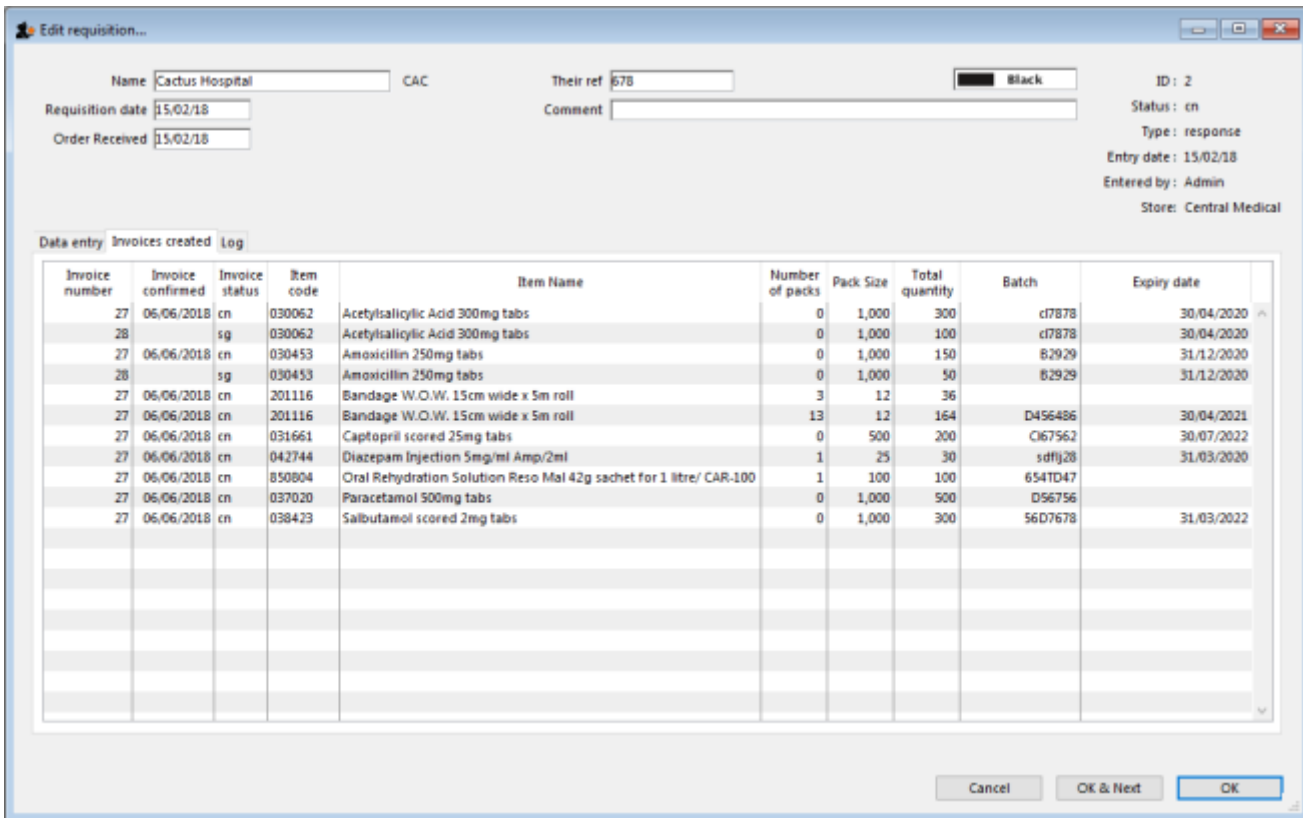 Edit requisition...
Name Cactus Hospital CAC Their ref 678 Black ID : 2
Requisition date 15/02/18 Comment Status : cn
Order Received 15/02/18 Type : response
Entry date : 15/02/18
Entered by : Admin
Store: Central Medical
Data entry Invoices created Log
Invoice number Invoice confirmed Invoice status Item code Item Name Number of packs Pack Size Total quantity Batch Expiry date
27 06/06/2018 cn 030062 Acetylsalicylic Acid 300mg tabs 0 1,000 300 cl7878 30/04/2020
28 sg 030062 Acetylsalicylic Acid 300mg tabs 0 1,000 100 cl7878 30/04/2020
27 06/06/2018 cn 030453 Amoxicillin 250mg tabs 0 1,000 150 B2929 31/12/2020
28 sg 030453 Amoxicillin 250mg tabs 0 1,000 50 B2929 31/12/2020
27 06/06/2018 cn 201116 Bandage W.O.W. 15cm wide x 5m roll 3 12 36
27 06/06/2018 cn 201116 Bandage W.O.W. 15cm wide x 5m roll 13 12 164 D456486 30/04/2021
27 06/06/2018 cn 031661 Captopril scored 25mg tabs 0 500 200 CI67562 30/07/2022
27 06/06/2018 cn 042744 Diazepam Injection 5mg/ml Amp/2ml 1 25 30 sdflj28 31/03/2020
27 06/06/2018 cn 850804 Oral Rehydration Solution Reso Mal 42g sachet for 1 litre/ CAR-100 1 100 100 654TD47
27 06/06/2018 cn 037020 Paracetamol 500mg tabs 0 1,000 500 D56756
27 06/06/2018 cn 038423 Salbutamol scored 2mg tabs 0 1,000 300 56D7678 31/03/2022
Cancel OK & Next OK